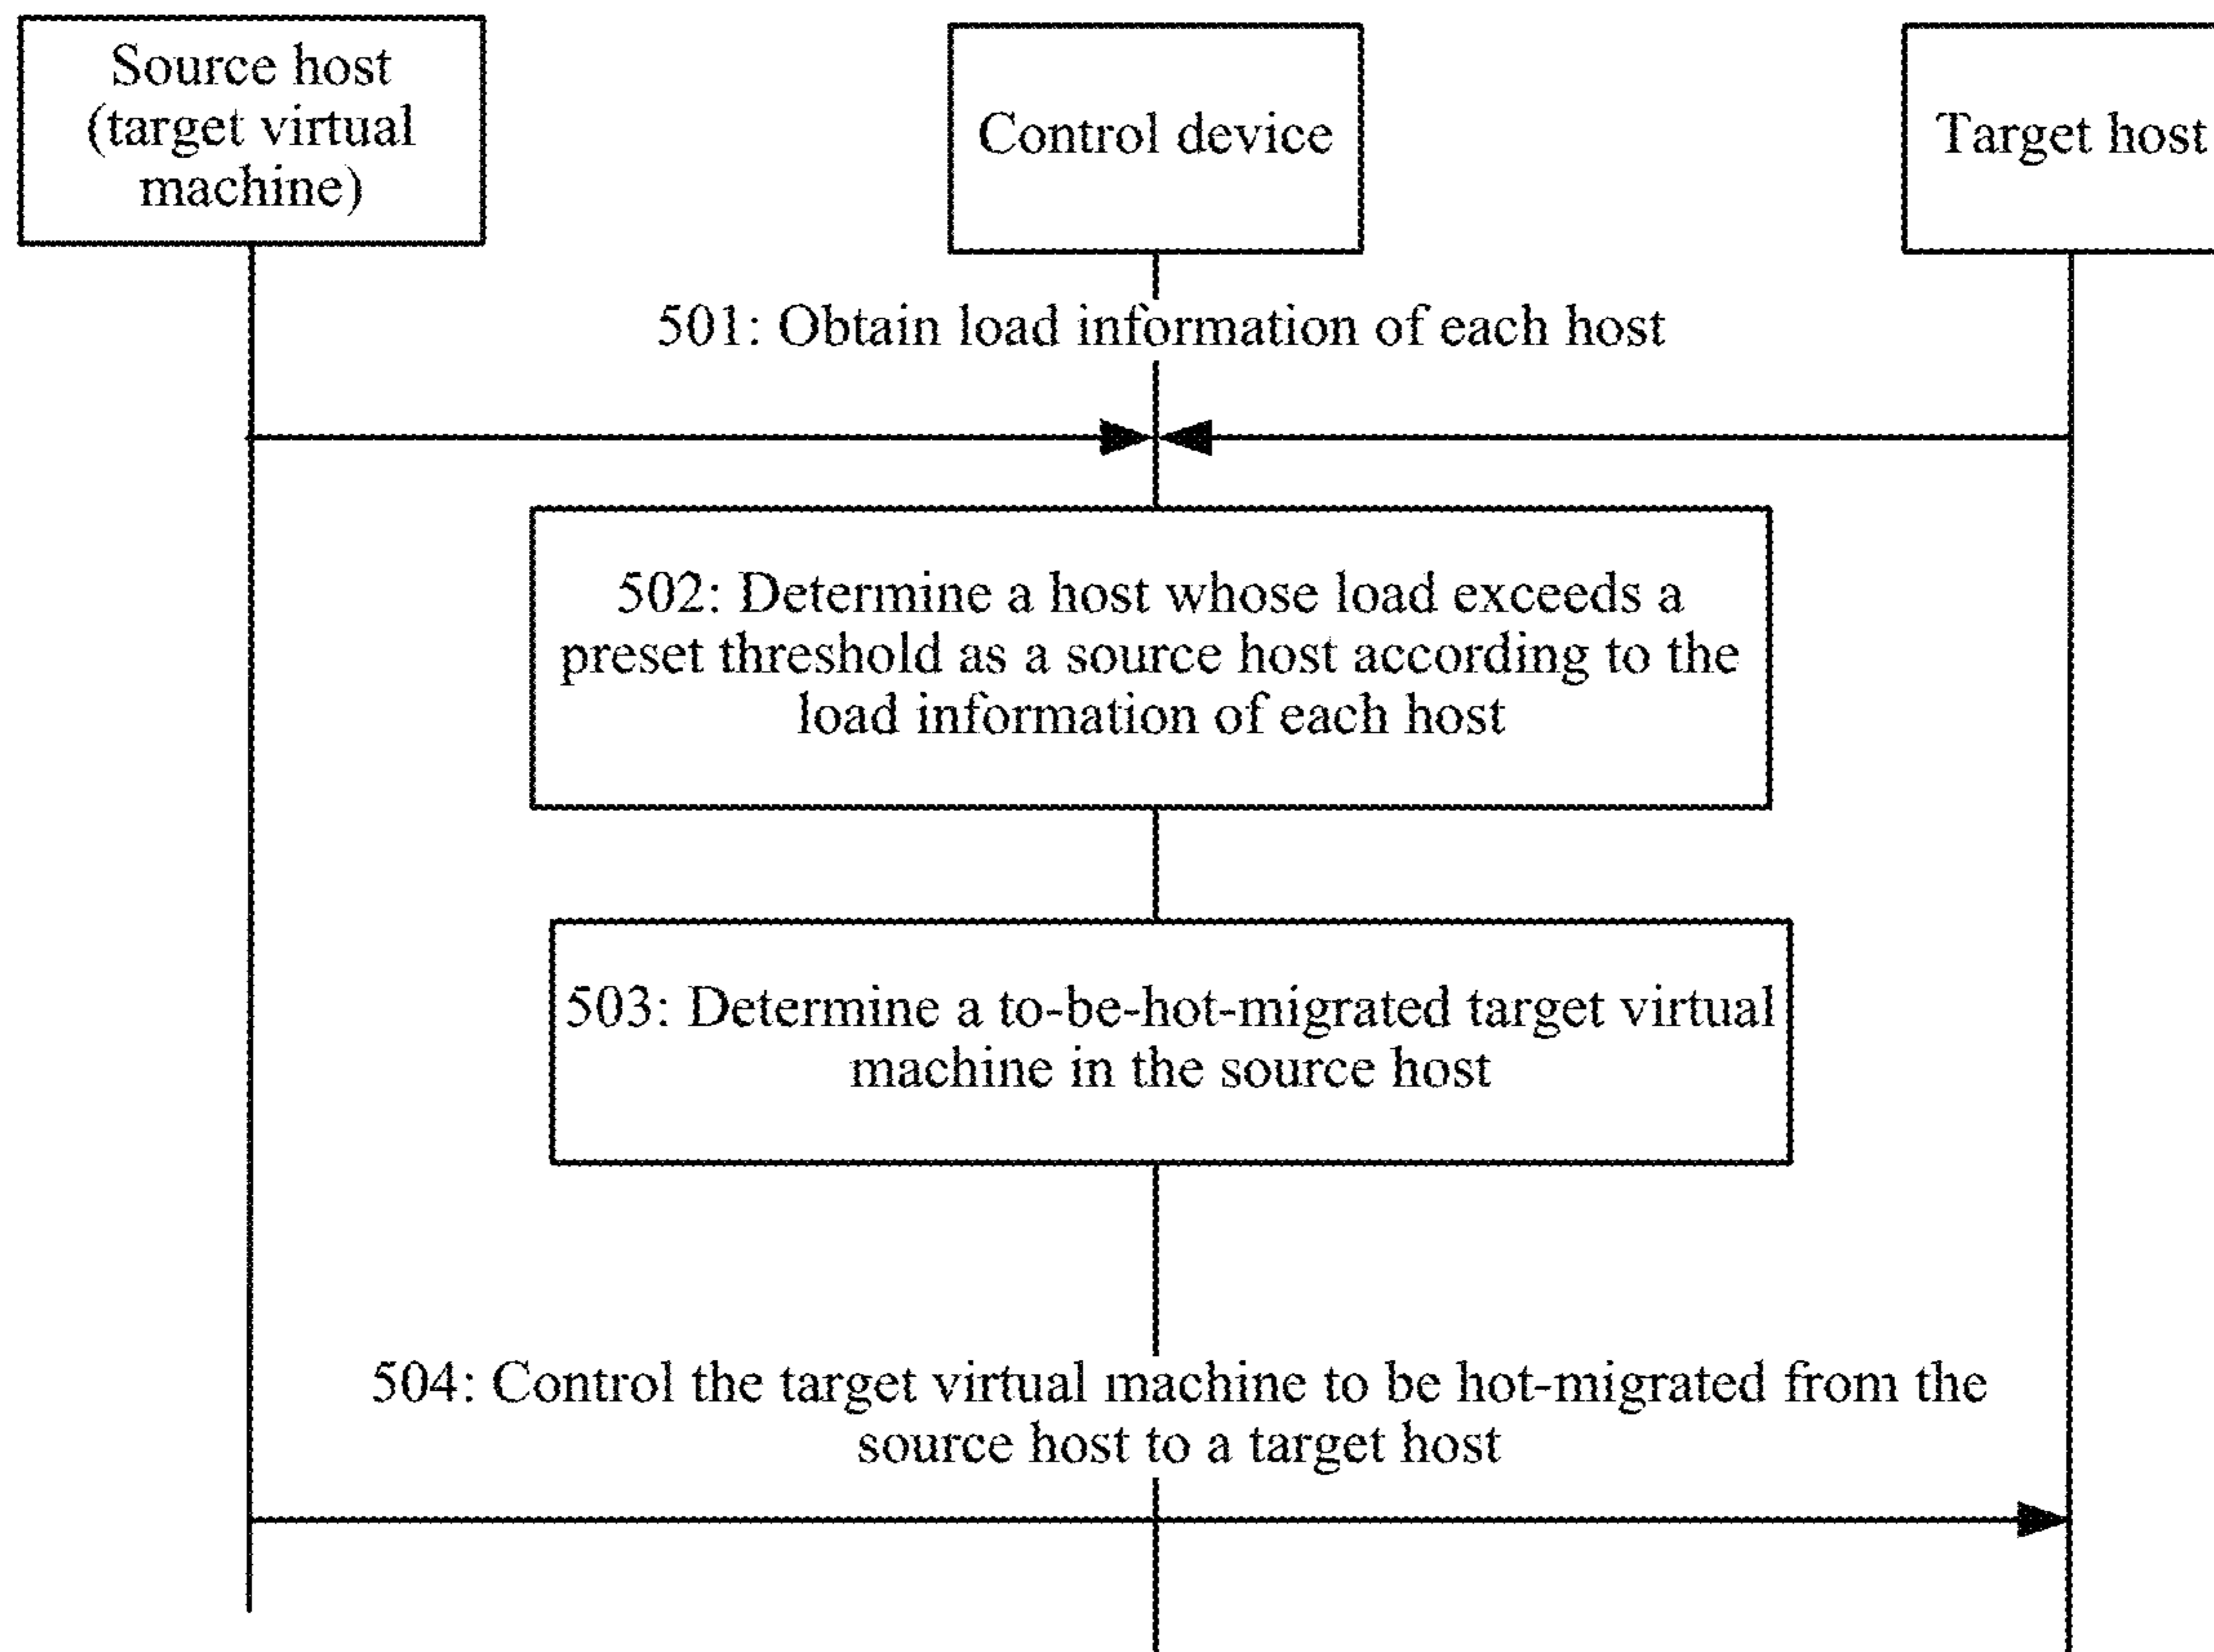 Source host
(target virtual
machine)
Control device
Target host
501: Obtain load information of each host
502: Determine a host whose load exceeds a
preset threshold as a source host according to the
load information of each host
503: Determine a to-be-hot-migrated target virtual
machine in the source host
504: Control the target virtual machine to be hot-migrated from the
source host to a target host